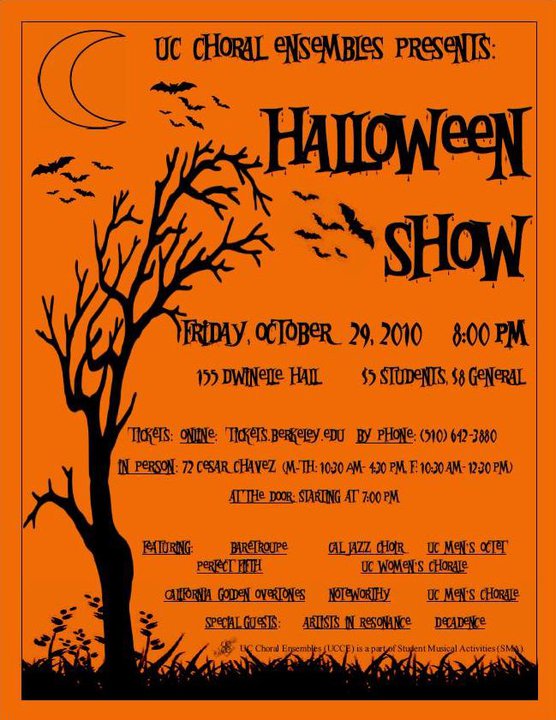 UC CHORAL ENSEMBLES PRESENTS:
HALLOWEEN
SHOW
FRIDAY, OCTOBER 29, 2010 8:00 PM
155 DWINELLE HALL $5 STUDENTS, $8 GENERAL
TICKETS: ONLINE: TICKETS.BERKELEY.EDU BY PHONE: (510) 642-3880
IN PERSON: 72 CESAR CHAVEZ (M-TH: 10:30 AM- 4:30 PM, F: 10:30 AM- 12:30 PM)
AT THE DOOR: STARTING AT 7:00 PM
FEATURING: BARETROUPE CAL JAZZ CHOIR UC MEN'S OCTET
PERFECT FIFTH UC WOMEN'S CHORALE
CALIFORNIA GOLDEN OVERTONES NOTEWORTHY UC MEN'S CHORALE
SPECIAL GUESTS: ARTISTS IN RESONANCE DECADENCE
UC Choral Ensembles (UCCE) is a part of Student Musical Activities (SMA).